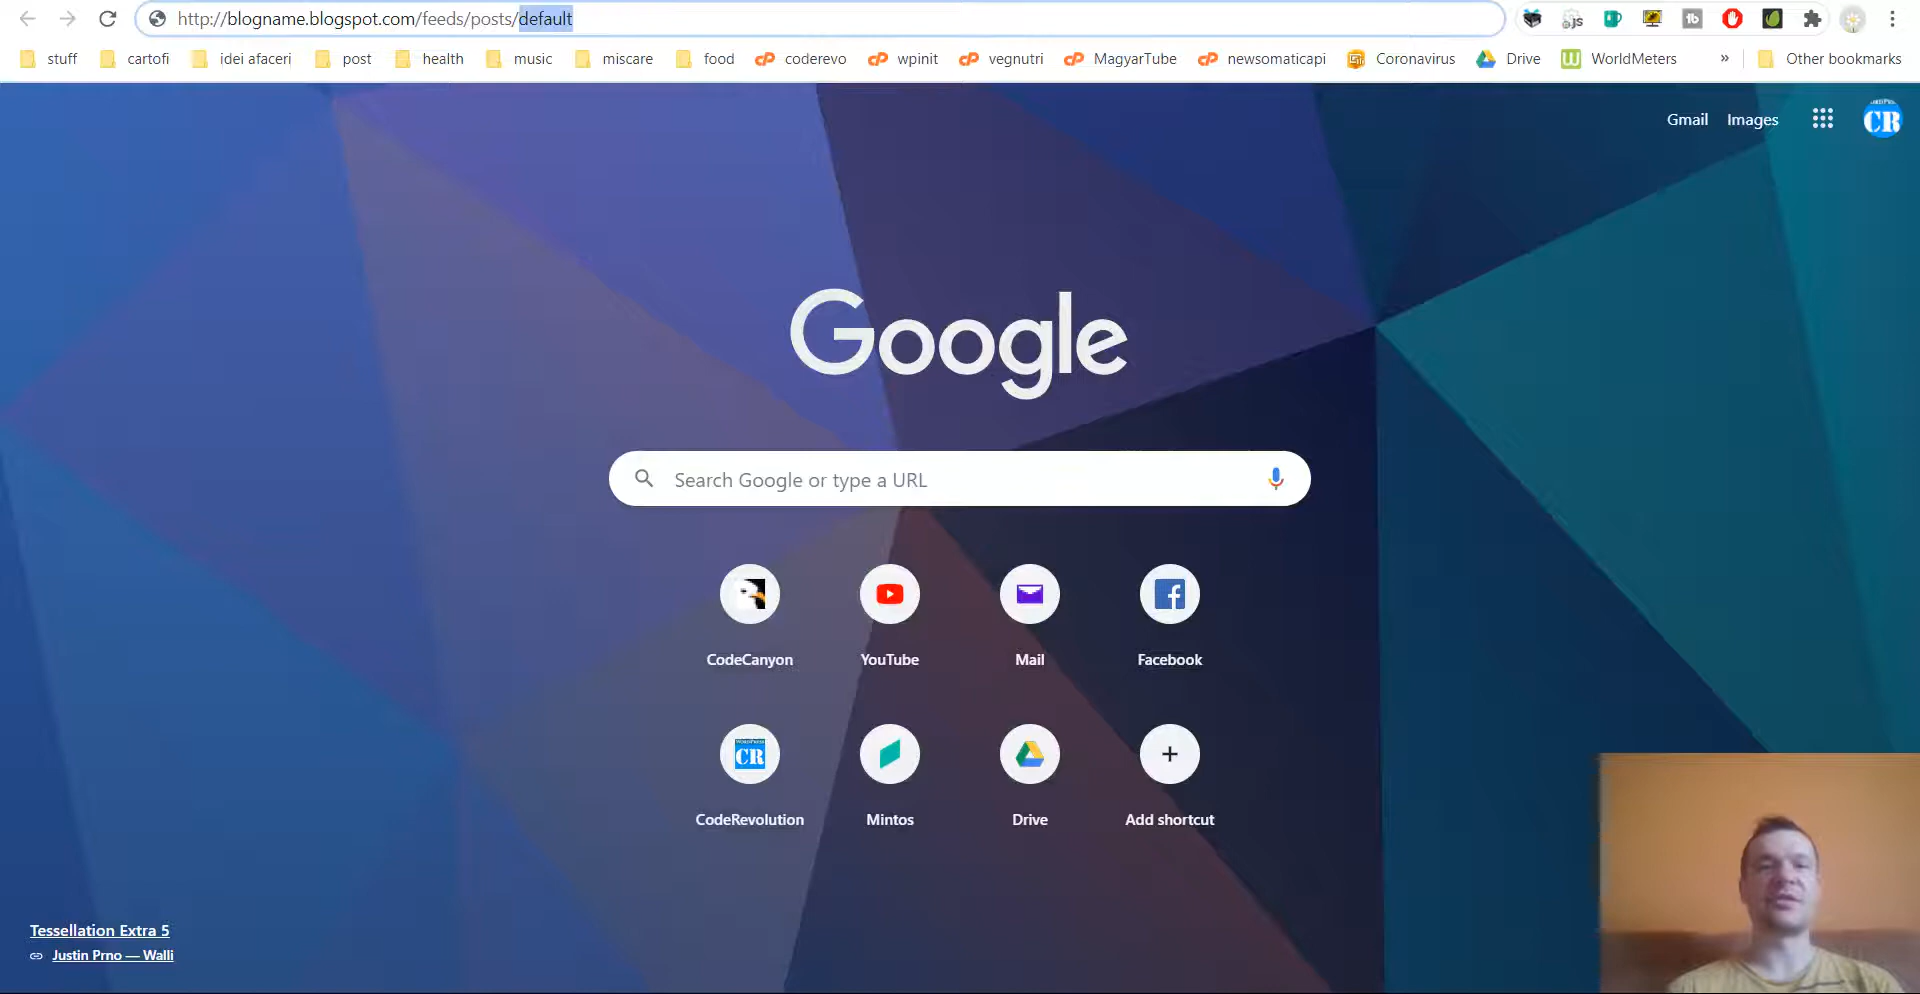 http://blogname.blogspot.com/feeds/posts/default
stuff cartofi idei afaceri post health music miscare food coderevo wpinit vegnutri MagyarTube newsomaticapi Coronavirus Drive WorldMeters » Other bookmarks
Gmail Images
CR
Google
Search Google or type a URL
CodeCanyon YouTube Mail Facebook
CR
CodeRevolution Mintos Drive Add shortcut
Tessellation Extra 5
Justin Prno — Walli